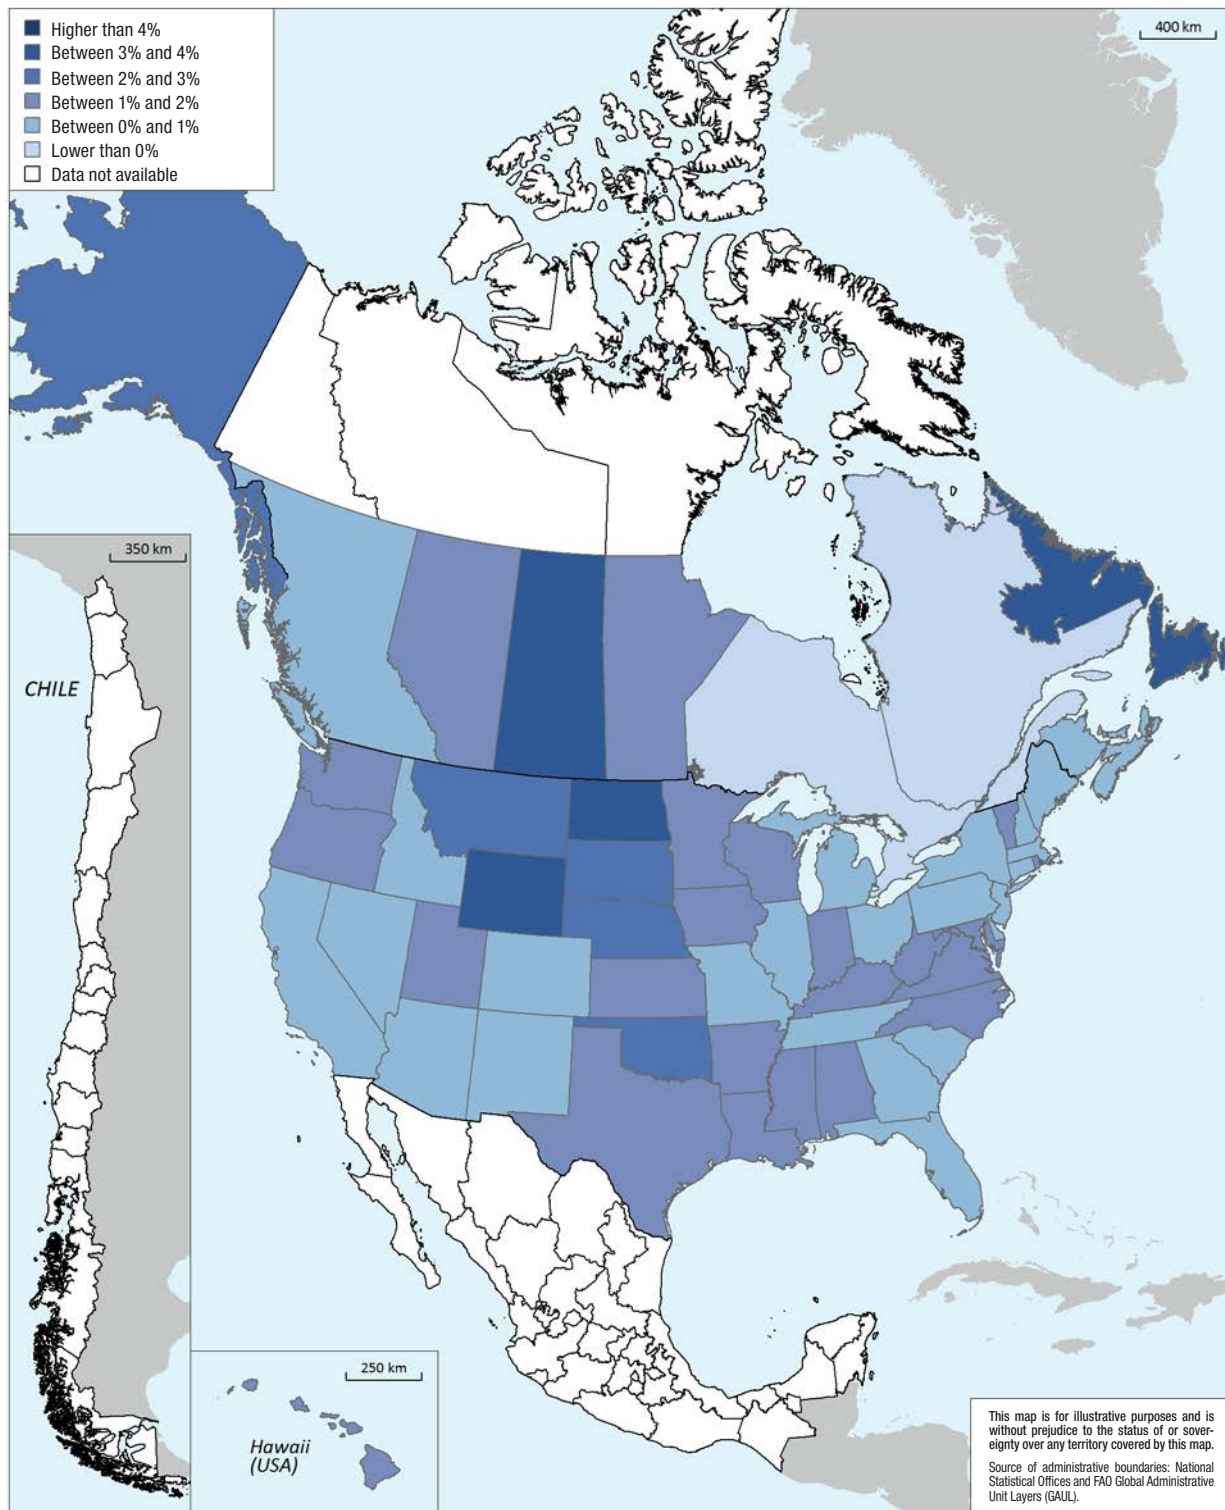 Higher than 4%
Between 3% and 4%
Between 2% and 3%
Between 1% and 2%
Between 0% and 1%
Lower than 0%
Data not available
400 km
350 km
CHILE
250 km
Hawaii
(USA)
This map is for illustrative purposes and is
without prejudice to the status of or sover-
eignty over any territory covered by this map.
Source of administrative boundaries: National
Statistical Offices and FAO Global Administrative
Unit Layers (GAUL).